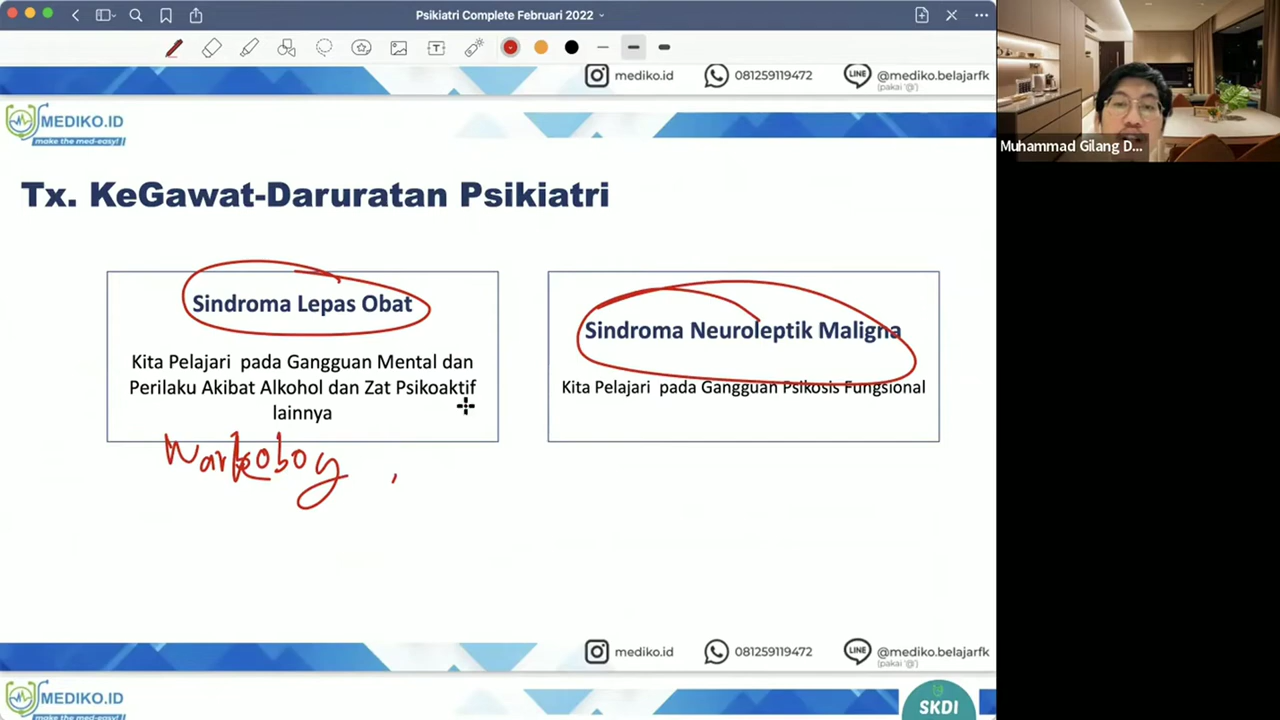 Psikiatri Complete Februari 2022
mediko.id
081259119472
LINE
@mediko.belajarfk
(pakai '@')
MEDIKO.ID
make the med-easy!
Muhammad Gilang D...
Tx. KeGawat-Daruratan Psikiatri
Sindroma Lepas Obat
Kita Pelajari pada Gangguan Mental dan
Perilaku Akibat Alkohol dan Zat Psikoaktif
lainnya
Sindroma Neuroleptik Maligna
Kita Pelajari pada Gangguan Psikosis Fungsional
mediko.id
081259119472
LINE
@mediko.belajarfk
(pakai '@')
MEDIKO.ID
make the med-easy!
SKDI